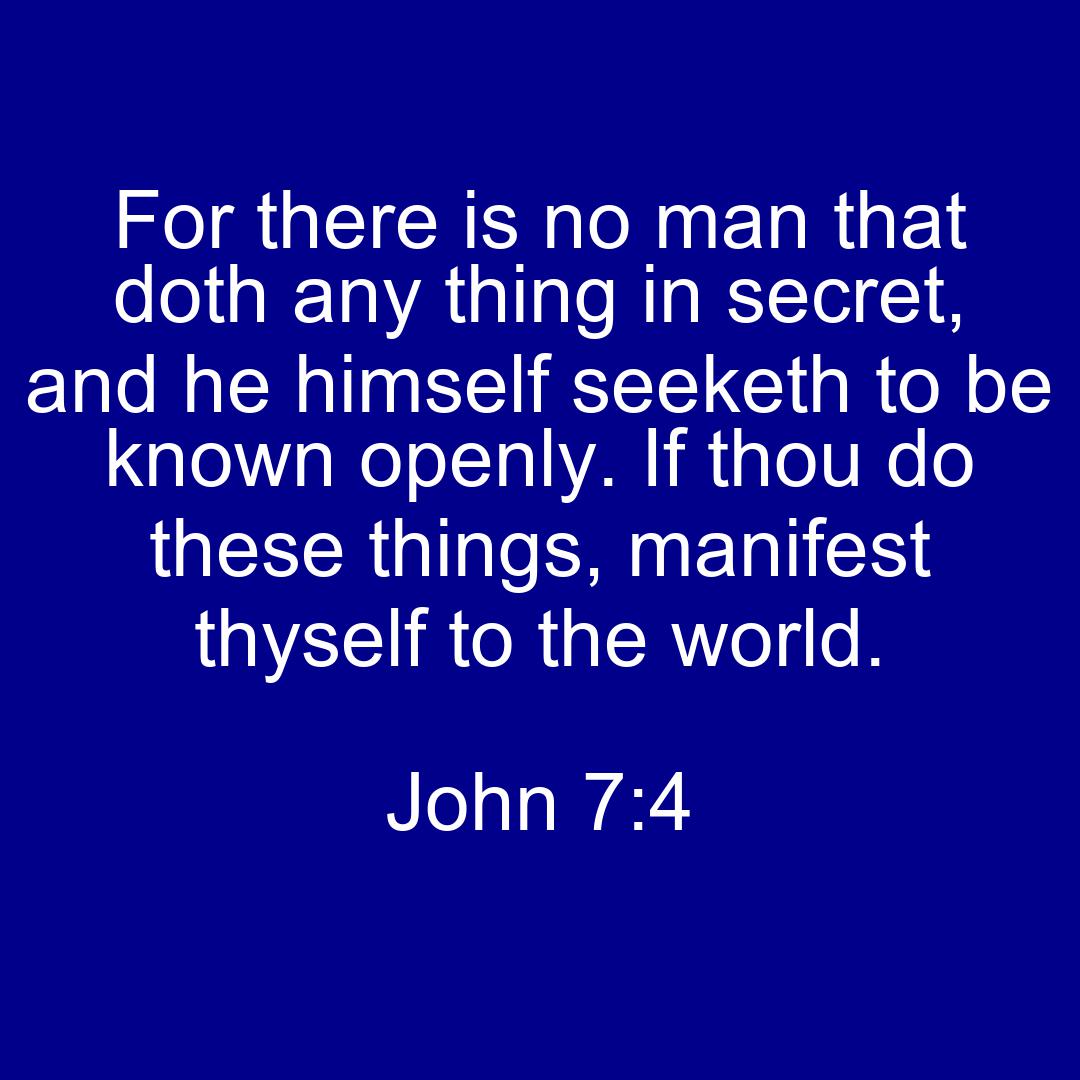 For there is no man that
doth any thing in secret,
and he himself seeketh to be
known openly. If thou do
these things, manifest
thyself to the world.
John 7:4